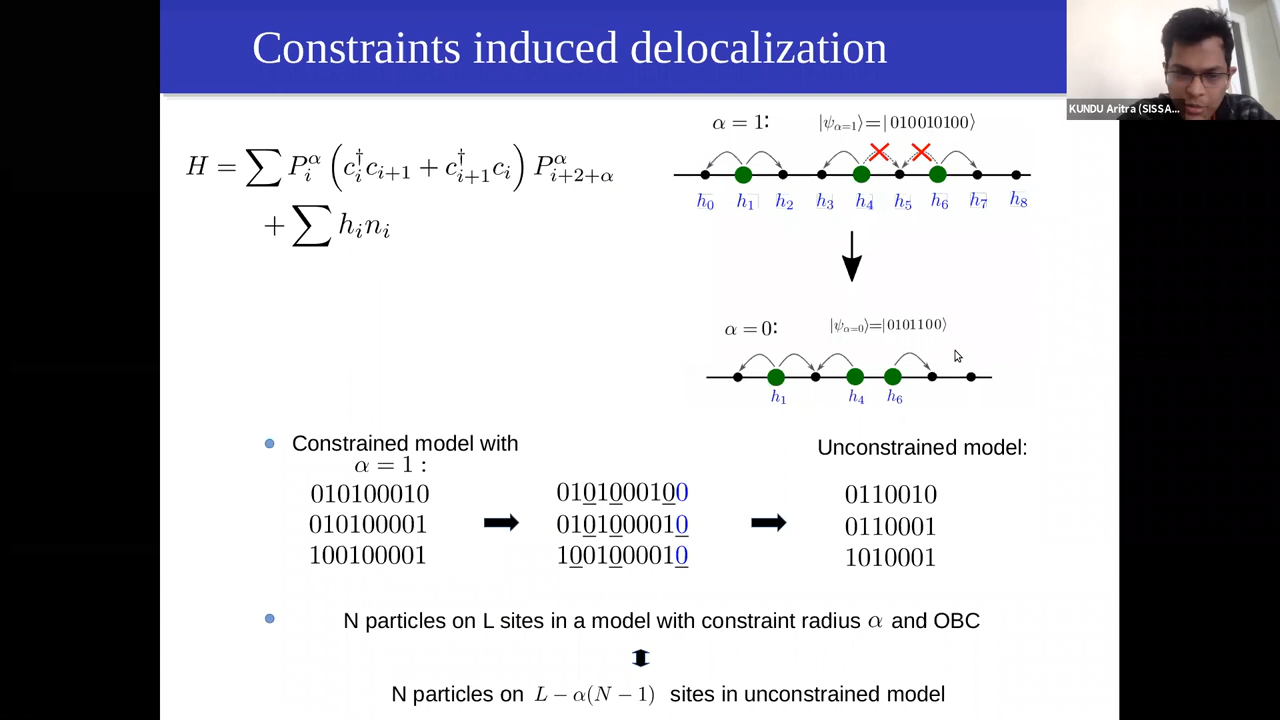 Constraints induced delocalization
KUNDU Aritra (SISSA...
H = ∑ P_i^α (c_i^† c_{i+1} + c_{i+1}^† c_i) P_{i+2+α}^α
+ ∑ h_i n_i
α = 1: |ψ_{α=1}⟩=|010010100⟩
h_0 h_1 h_2 h_3 h_4 h_5 h_6 h_7 h_8
α = 0: |ψ_{α=0}⟩=|0101100⟩
h_1 h_4 h_6
Constrained model with
α = 1 :
Unconstrained model:
010100010 0101000100 0110010
010100001 0101000010 0110001
100100001 1001000010 1010001
N particles on L sites in a model with constraint radius α and OBC
N particles on L − α(N − 1) sites in unconstrained model